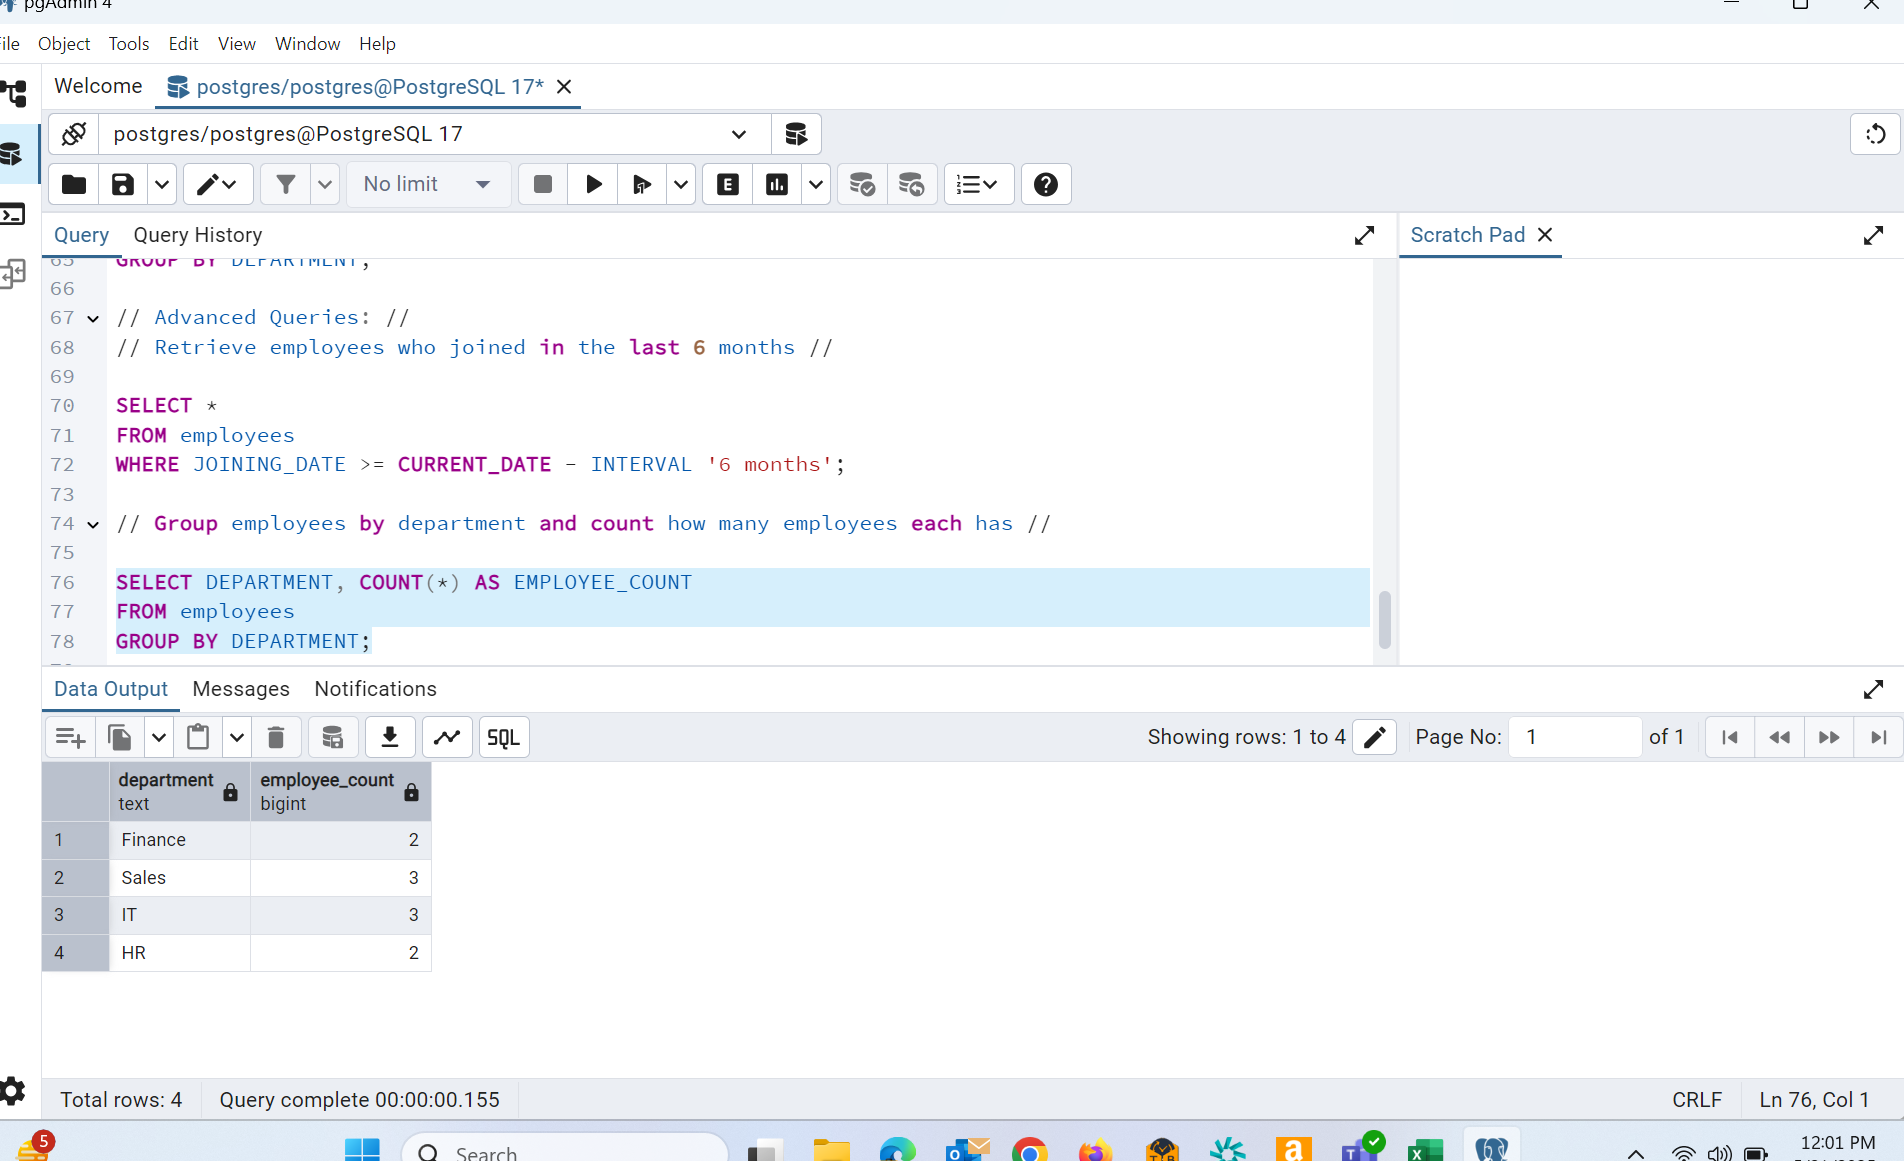 pgAdmin 4
File Object Tools Edit View Window Help
Welcome postgres/postgres@PostgreSQL 17*
postgres/postgres@PostgreSQL 17
No limit
E
Query Query History
Scratch Pad
65 GROUP BY DEPARTMENT;
66
67 // Advanced Queries: //
68 // Retrieve employees who joined in the last 6 months //
69
70 SELECT *
71 FROM employees
72 WHERE JOINING_DATE >= CURRENT_DATE - INTERVAL '6 months';
73
74 // Group employees by department and count how many employees each has //
75
76 SELECT DEPARTMENT, COUNT(*) AS EMPLOYEE_COUNT
77 FROM employees
78 GROUP BY DEPARTMENT;
Data Output Messages Notifications
SQL
Showing rows: 1 to 4
Page No: 1 of 1
department employee_count
text bigint
1 Finance 2
2 Sales 3
3 IT 3
4 HR 2
Total rows: 4 Query complete 00:00:00.155 CRLF Ln 76, Col 1
5
Search
12:01 PM